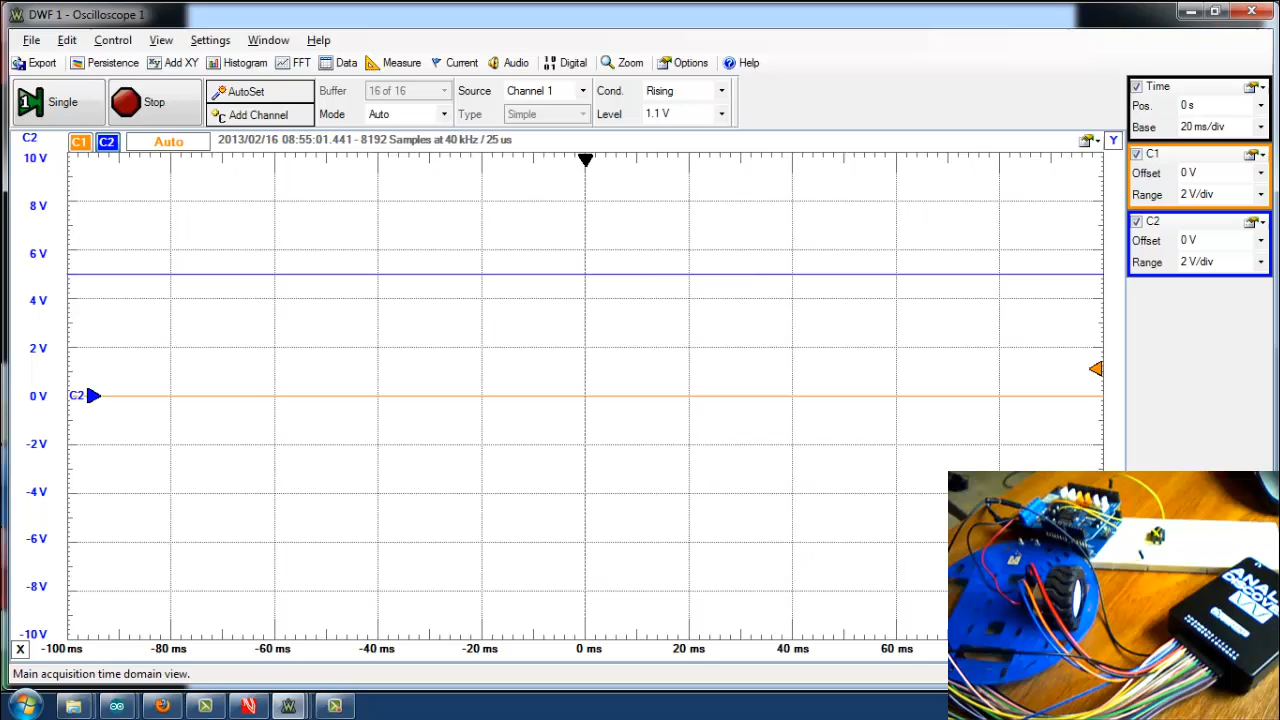 DWF 1 - Oscilloscope 1
File Edit Control View Settings Window Help
Export Persistence Add XY Histogram FFT Data Measure Current Audio Digital Zoom Options Help
Single Stop AutoSet Buffer 16 of 16 Source Channel Cond. Rising
Add Channel Mode Auto Type Simple Level 1.1 V
C2 C1 C2 Auto 2013/02/16 08:55:01.441 - 8192 Samples at 40 kHz / 25 us Y
Time
Pos. 0 s
Base 20 ms/div
C1
Offset 0 V
Range 2 V/div
C2
Offset 0 V
Range 2 V/div
10 V
8 V
6 V
4 V
2 V
0 V C2
-2 V
-4 V
-6 V
-8 V
-10 V
X -100 ms -80 ms -60 ms -40 ms -20 ms 0 ms 20 ms 40 ms 60 ms
Main acquisition time domain view.